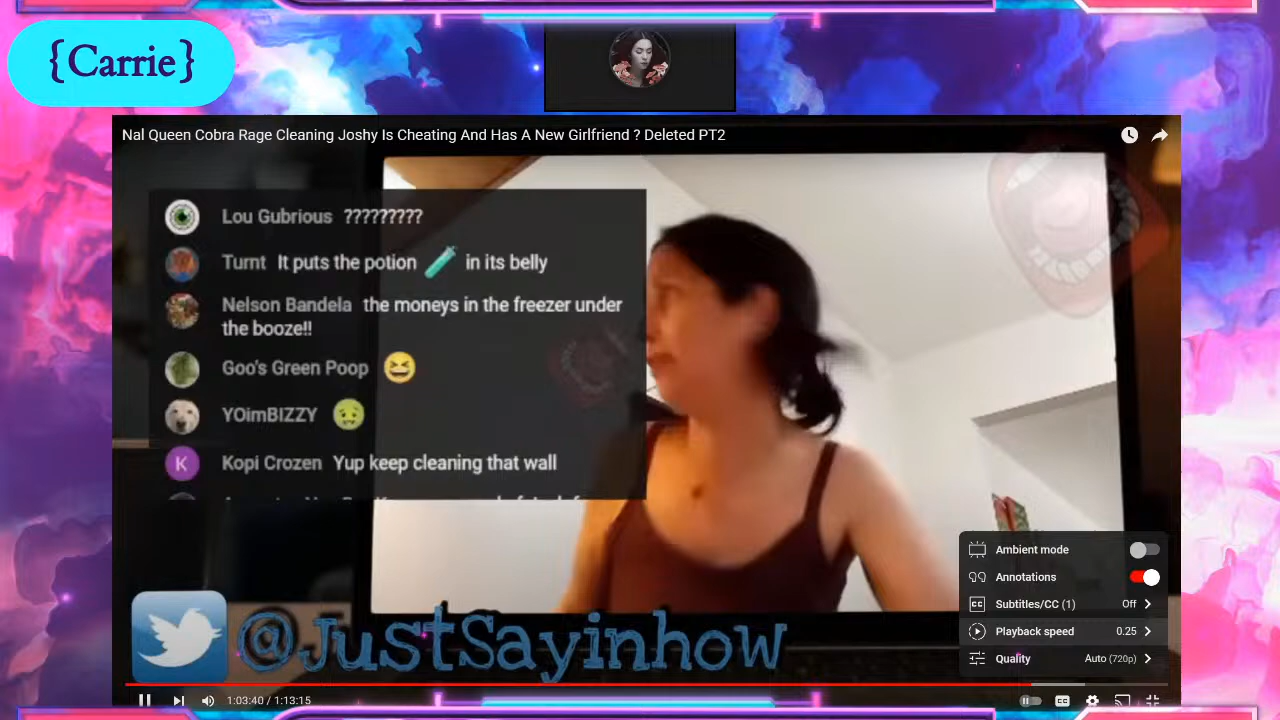 {Carrie}
Nal Queen Cobra Rage Cleaning Joshy Is Cheating And Has A New Girlfriend ? Deleted PT2
Lou Gubrious ?????????
Turnt It puts the potion in its belly
Nelson Bandela the moneys in the freezer under
the booze!!
Goo's Green Poop
YOimBIZZY
K Kopi Crozen Yup keep cleaning that wall
Ambient mode
Annotations
CC Subtitles/CC (1) Off
Playback speed 0.25
Quality Auto (720p)
@JustSayinhow
1:03:40 / 1:13:15